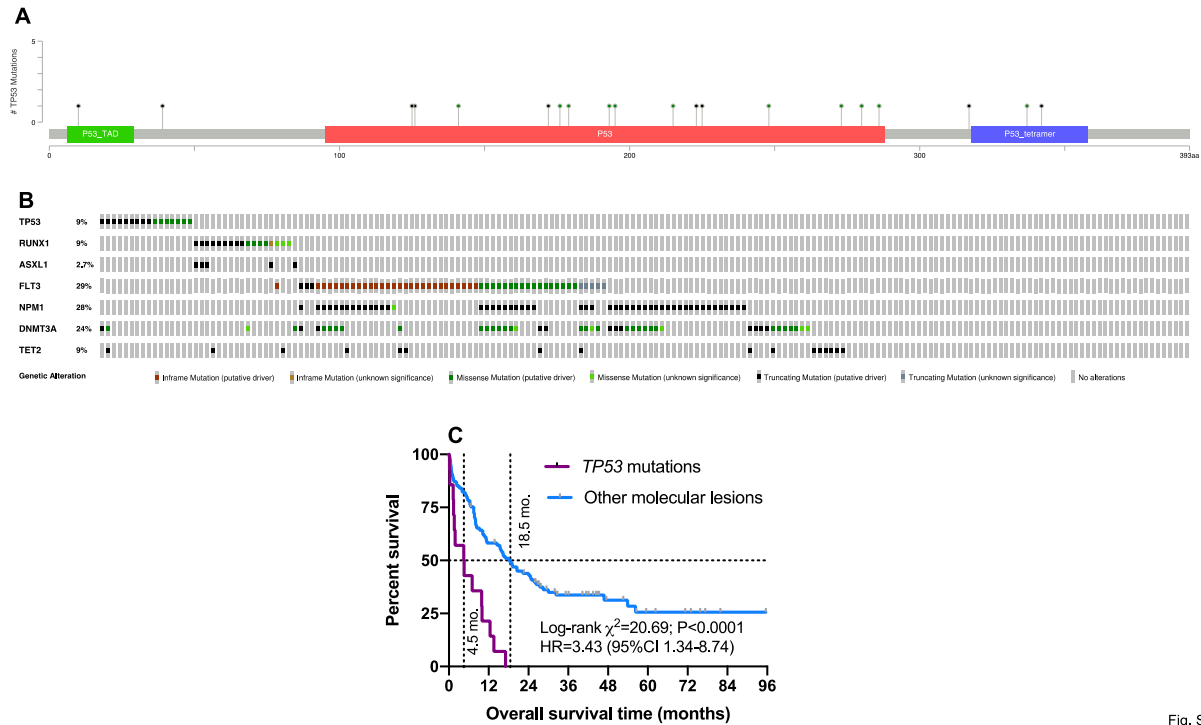 A
# TP53 Mutations
5
0
P53_TAD
P53
P53_tetramer
0
100
200
300
393aa
B
TP53 9%
RUNX1 9%
ASXL1 2.7%
FLT3 29%
NPM1 28%
DNMT3A 24%
TET2 9%
Genetic Alteration Inframe Mutation (putative driver) Inframe Mutation (unknown significance) Missense Mutation (putative driver) Missense Mutation (unknown significance) Truncating Mutation (putative driver) Truncating Mutation (unknown significance) No alterations
C
100
75
50
25
0
Percent survival
TP53 mutations
Other molecular lesions
18.5 mo.
4.5 mo.
Log-rank χ²=20.69; P<0.0001
HR=3.43 (95%CI 1.34-8.74)
0 12 24 36 48 60 72 84 96
Overall survival time (months)
Fig. S